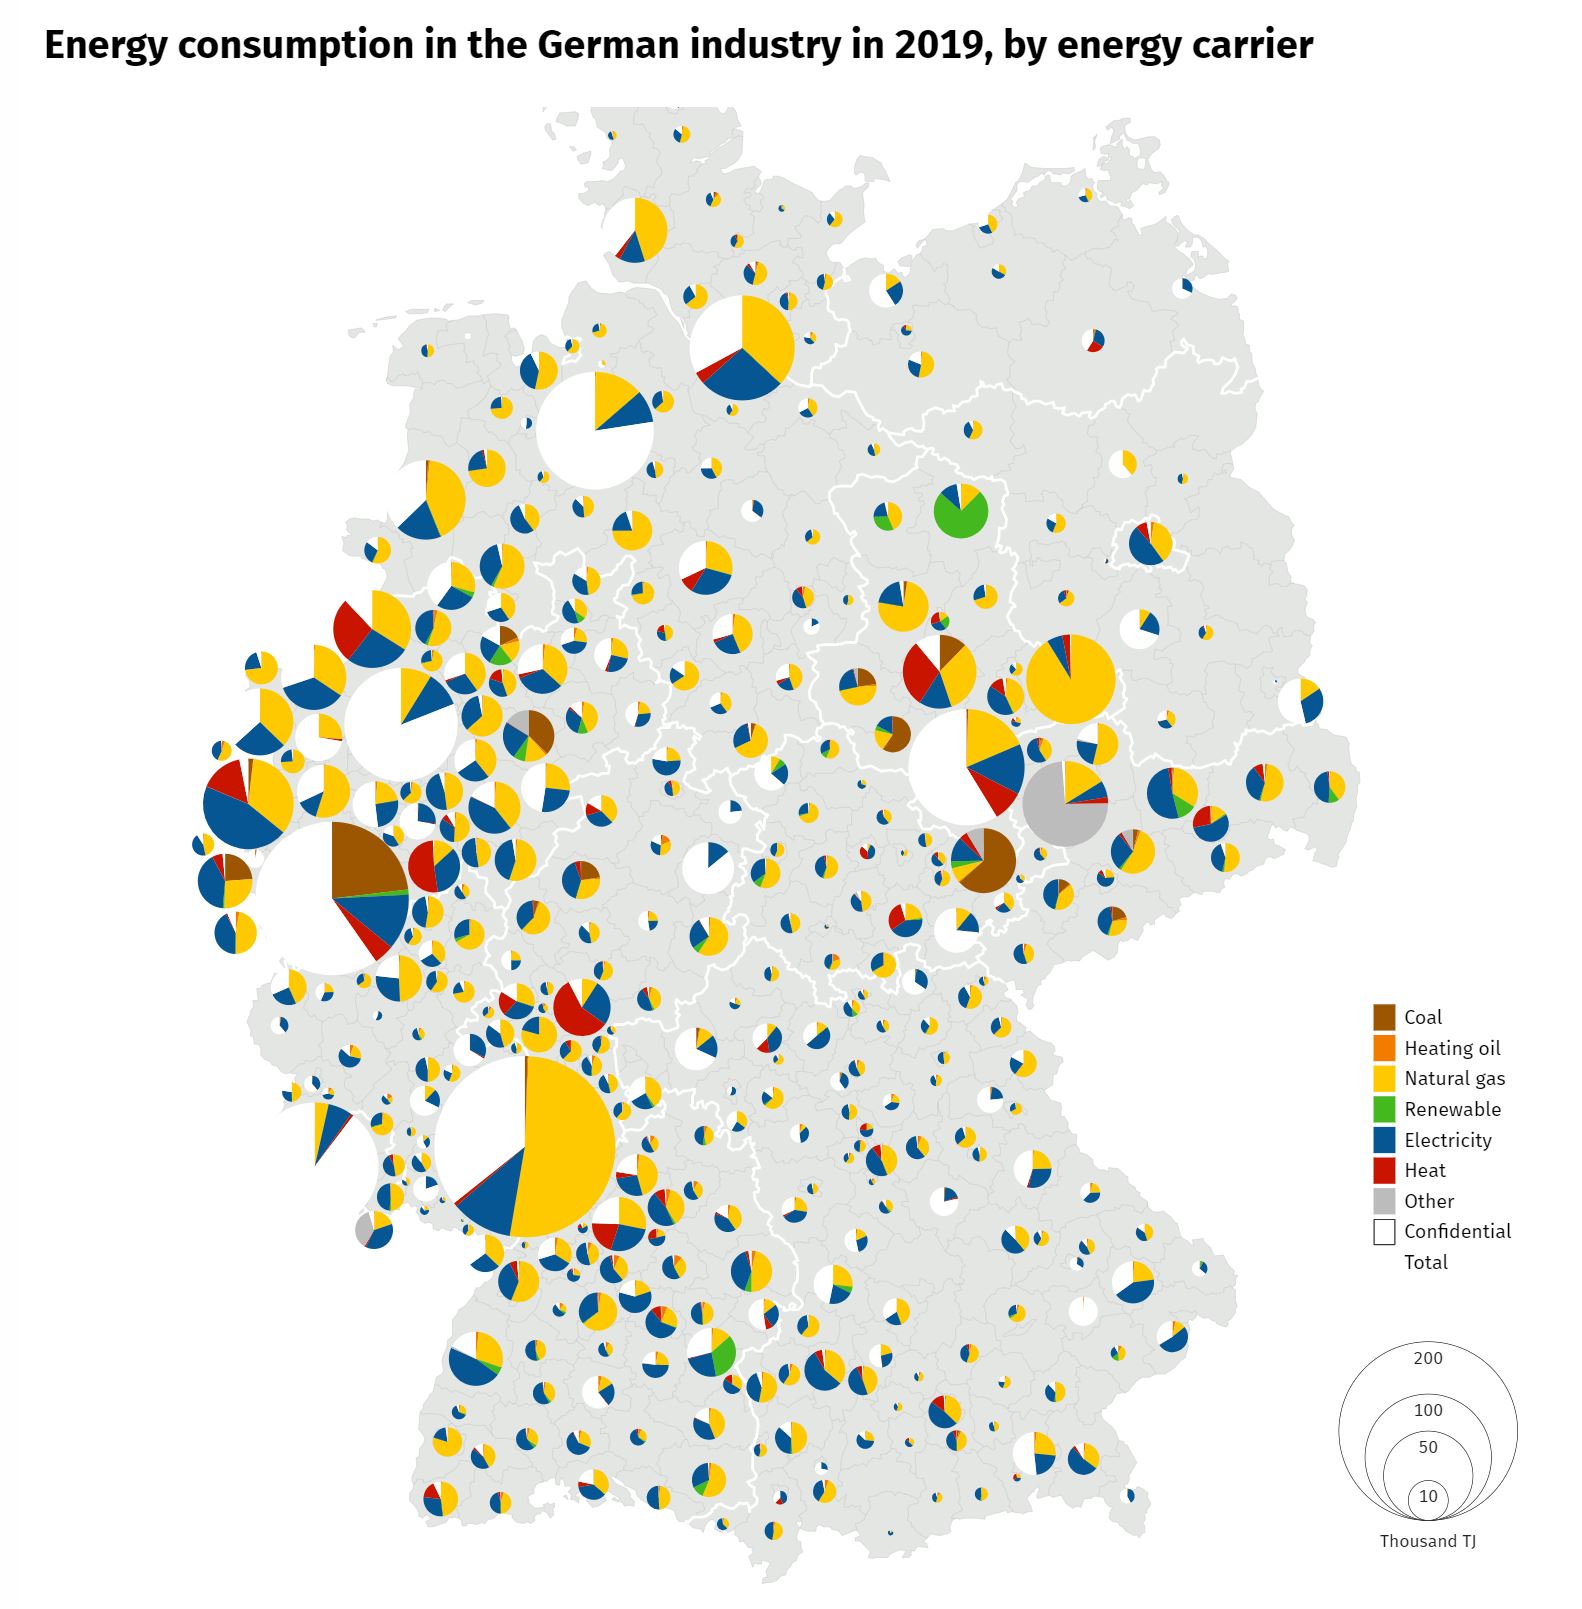 Energy consumption in the German industry in 2019, by energy carrier
Coal
Heating oil
Natural gas
Renewable
Electricity
Heat
Other
Confidential
Total
200
100
50
10
Thousand TJ